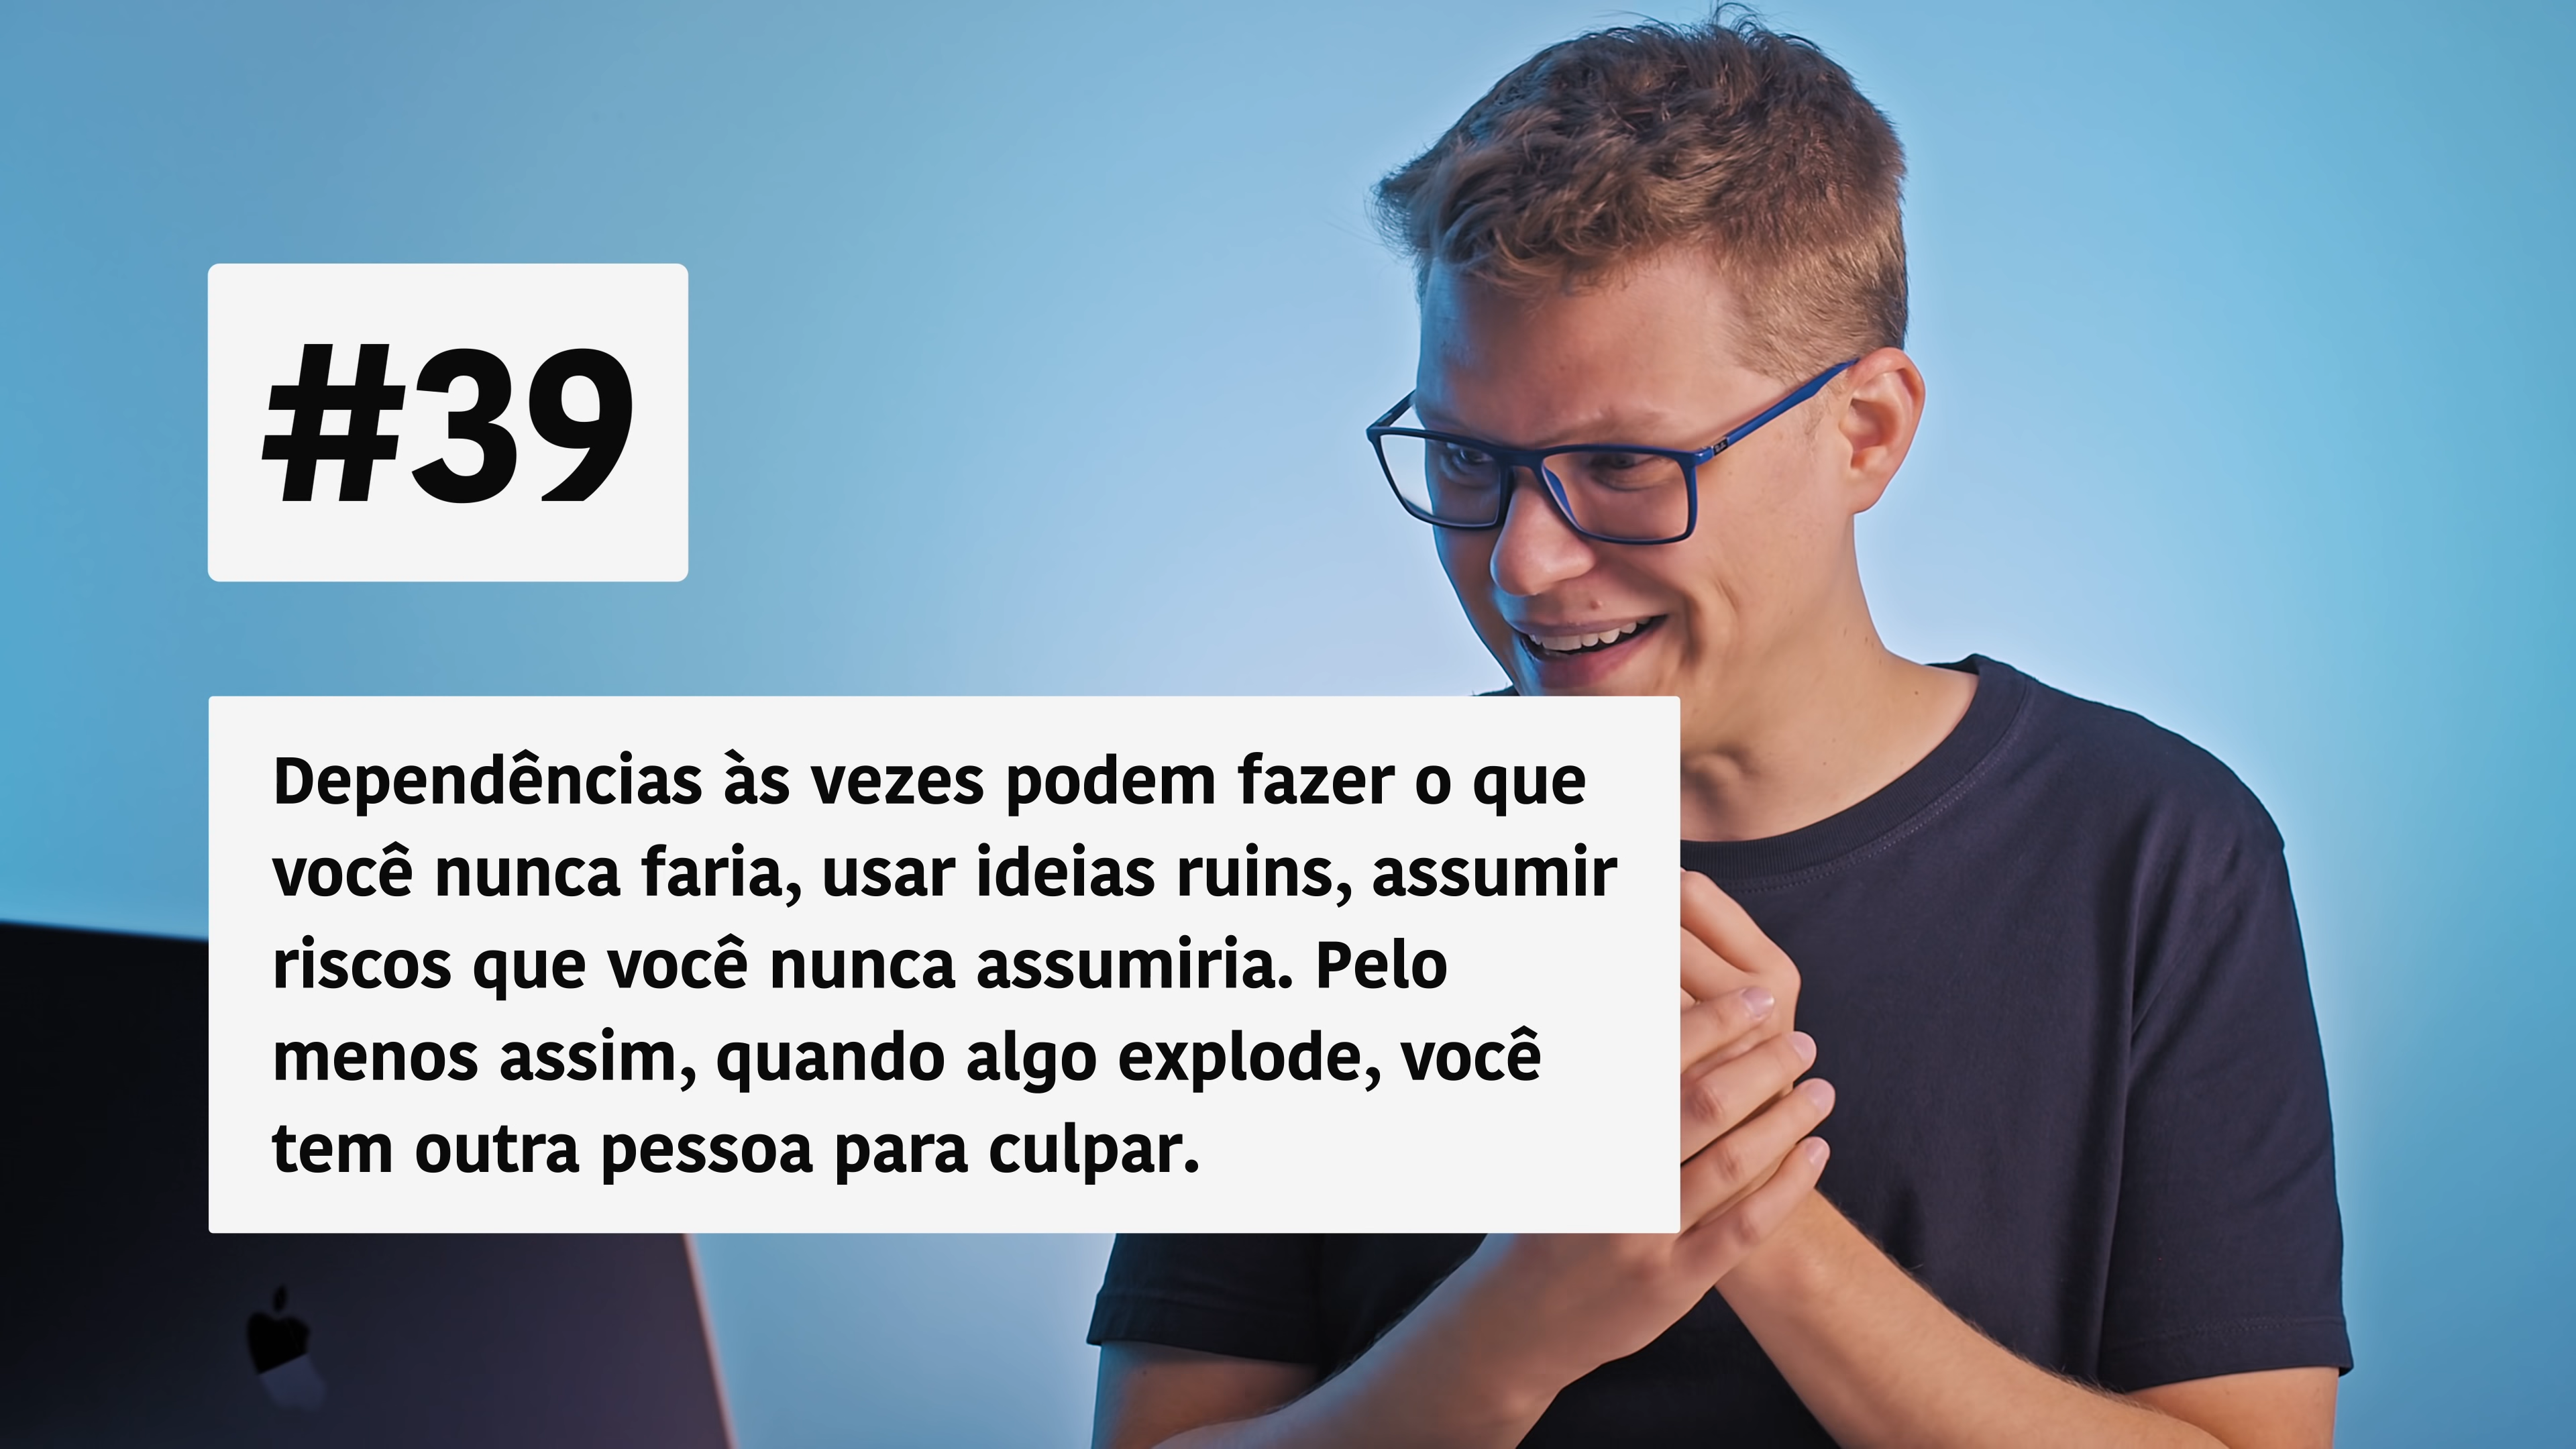 #39
Dependências às vezes podem fazer o que
você nunca faria, usar ideias ruins, assumir
riscos que você nunca assumiria. Pelo
menos assim, quando algo explode, você
tem outra pessoa para culpar.